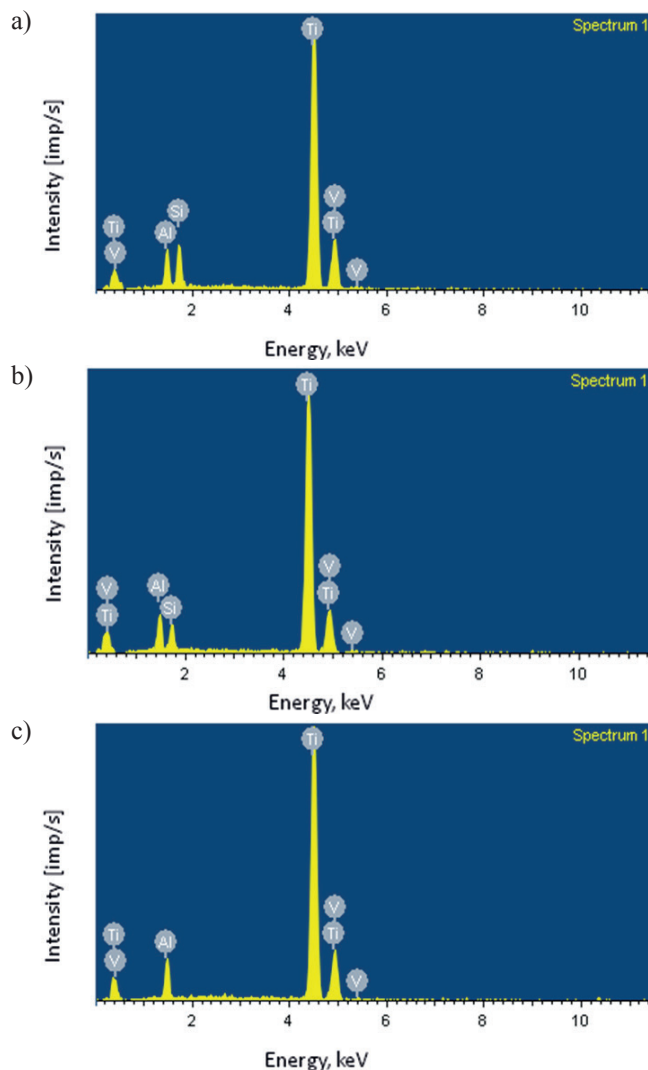 a)
Spectrum 1
Ti
V
Ti Si
V Al Ti
V
Intensity [imp/s]
2 4 6 8 10
Energy, keV
b)
Spectrum 1
Ti
V Al V
Ti Si Ti
V
Intensity [imp/s]
2 4 6 8 10
Energy, keV
c)
Spectrum 1
Ti
V
Ti Al Ti
V
V
Intensity [imp/s]
2 4 6 8 10
Energy, keV